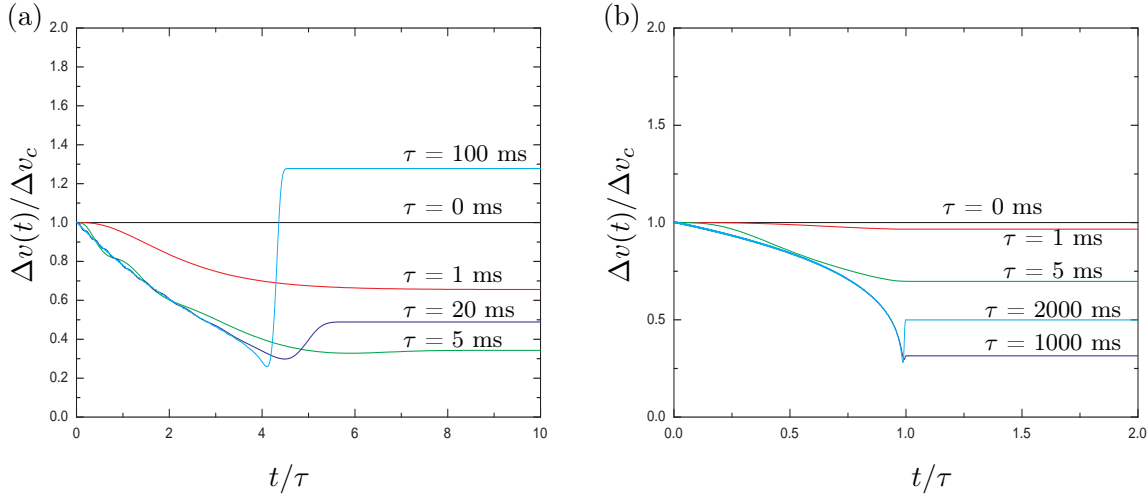 (a)
2.0
1.8
1.6
1.4
1.2
1.0
0.8
0.6
0.4
0.2
0.0
Δv(t)/Δv_c
τ = 100 ms
τ = 0 ms
τ = 1 ms
τ = 20 ms
τ = 5 ms
0 2 4 6 8 10
t/τ
(b)
2.0
1.5
1.0
0.5
0.0
Δv(t)/Δv_c
τ = 0 ms
τ = 1 ms
τ = 5 ms
τ = 2000 ms
τ = 1000 ms
0.0 0.5 1.0 1.5 2.0
t/τ